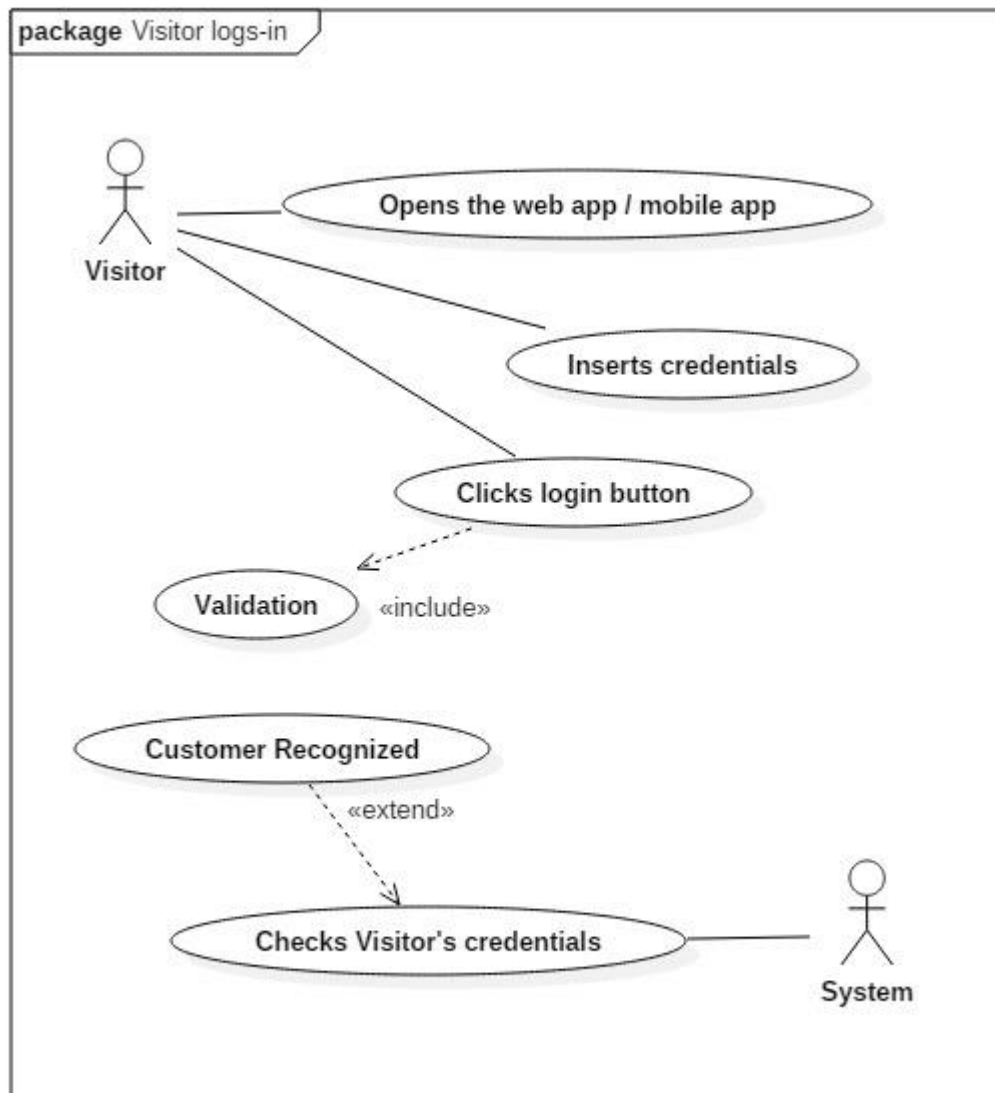 package Visitor logs-in
Opens the web app / mobile app
Visitor
Inserts credentials
Clicks login button
Validation
«include»
Customer Recognized
«extend»
Checks Visitor's credentials
System